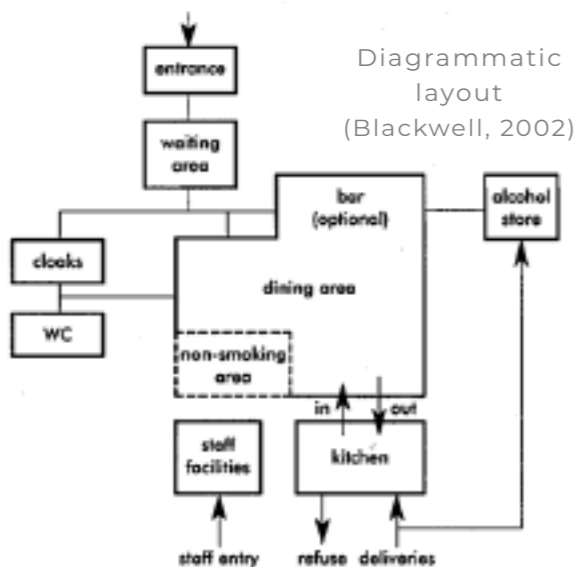 Diagrammatic
layout
(Blackwell, 2002)
entrance
waiting
area
bar
(optional)
alcohol
store
cloaks
dining area
WC
non-smoking
area
in
out
staff
facilities
kitchen
staff entry
refuse
deliveries